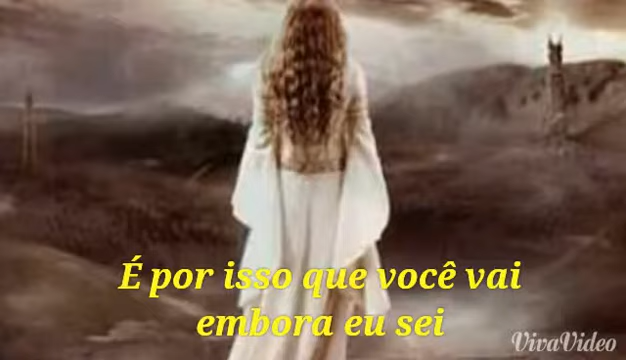 É por isso que você vai
embora eu sei
VivaVideo